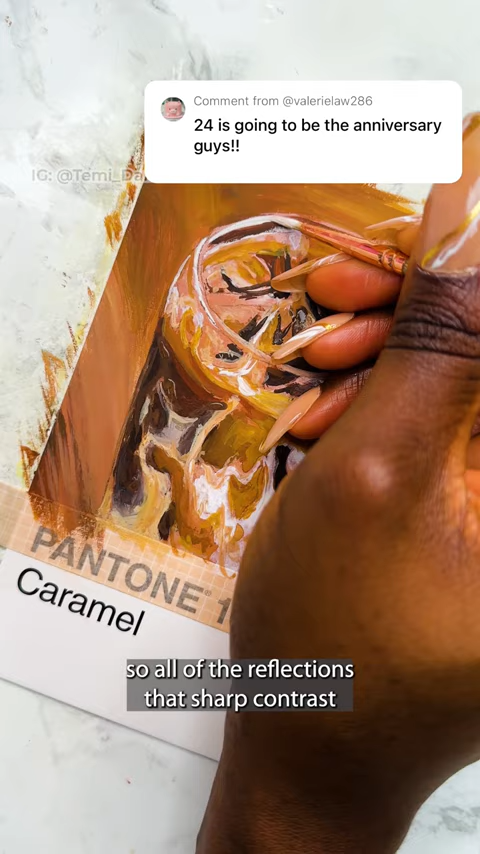 Comment from @valerielaw286
24 is going to be the anniversary
guys!!
IG: @Temi_Da
PANTONE® 1
Caramel
so all of the reflections
that sharp contrast